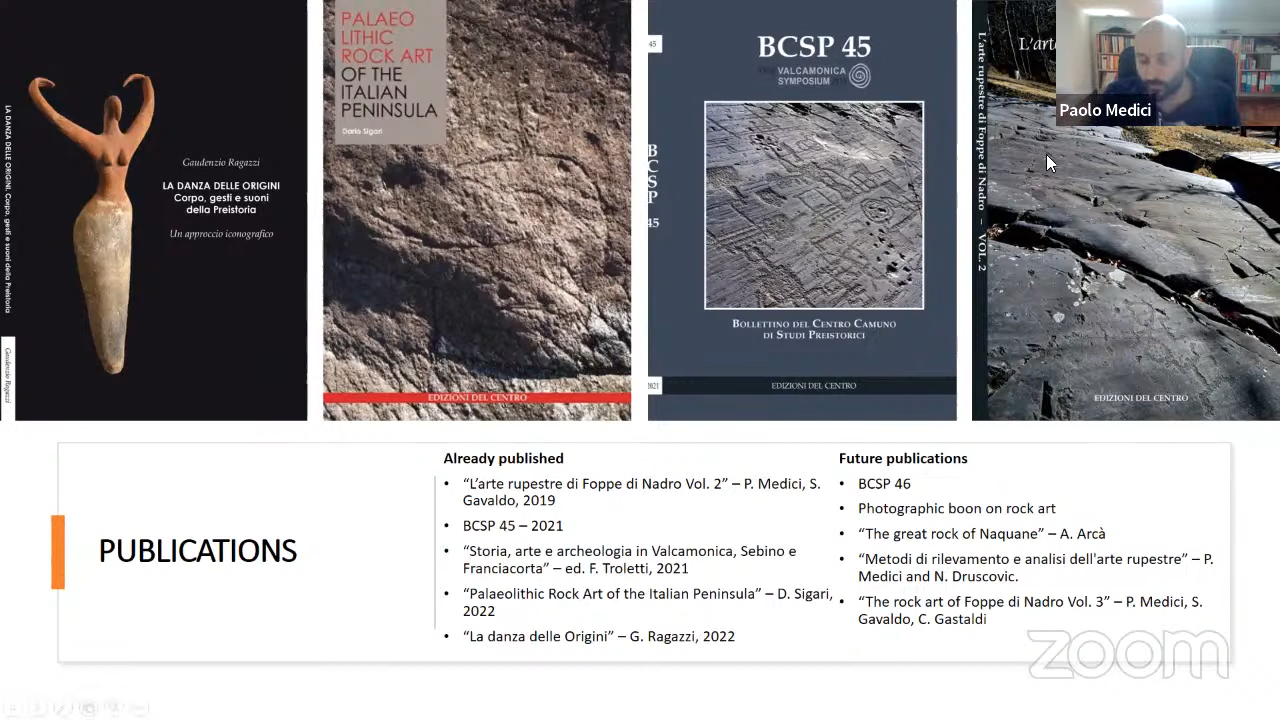 LA DANZA DELLE ORIGINI. Corpo, gesti e suoni della Preistoria
Gaudenzio Ragazzi
Gaudenzio Ragazzi
LA DANZA DELLE ORIGINI
Corpo, gesti e suoni
della Preistoria
Un approccio iconografico
PALAEO
LITHIC
ROCK ART
OF THE
ITALIAN
PENINSULA
Dario Sigari
EDIZIONI DEL CENTRO
45
BCSP
45
2021
BCSP 45
VALCAMONICA
SYMPOSIUM
BOLLETTINO DEL CENTRO CAMUNO
DI STUDI PREISTORICI
EDIZIONI DEL CENTRO
L'arte rupestre di Foppe di Nadro – VOL. 2
L'arte
EDIZIONI DEL CENTRO
Paolo Medici
PUBLICATIONS
Already published
• “L’arte rupestre di Foppe di Nadro Vol. 2” – P. Medici, S.
Gavaldo, 2019
• BCSP 45 – 2021
• “Storia, arte e archeologia in Valcamonica, Sebino e
Franciacorta” – ed. F. Troletti, 2021
• “Palaeolithic Rock Art of the Italian Peninsula” – D. Sigari,
2022
• “La danza delle Origini” – G. Ragazzi, 2022
Future publications
• BCSP 46
• Photographic boon on rock art
• “The great rock of Naquane” – A. Arcà
• “Metodi di rilevamento e analisi dell'arte rupestre” – P.
Medici and N. Druscovic.
• “The rock art of Foppe di Nadro Vol. 3” – P. Medici, S.
Gavaldo, C. Gastaldi
zoom